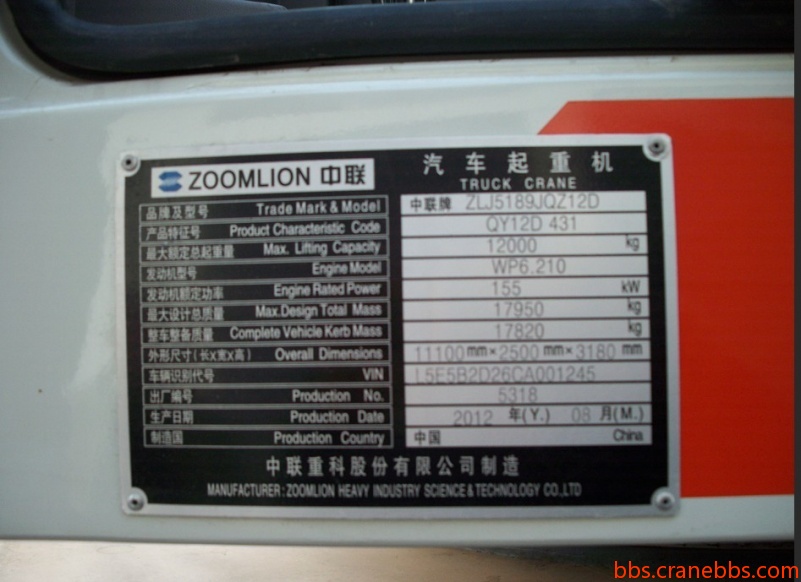 ZOOMLION 中联
汽车起重机
TRUCK CRANE
品牌及型号 Trade Mark & Model 中联牌 ZLJ5189JQZ12D
产品特征号 Product Characteristic Code QY12D 431
最大额定总起重量 Max. Lifting Capacity 12000 kg
发动机型号 Engine Model WP6.210
发动机额定功率 Engine Rated Power 155 kW
最大设计总质量 Max.Design Total Mass 17950 kg
整车整备质量 Complete Vehicle Kerb Mass 17820 kg
外形尺寸(长X宽X高) Overall Dimensions 11100mm×2500mm×3180mm
车辆识别代号 VIN L5E5B2D26CA001245
出厂编号 Production No. 5318
生产日期 Production Date 2012 年(Y.) 08 月(M.)
制造国 Production Country 中国 China
中联重科股份有限公司制造
MANUFACTURER: ZOOMLION HEAVY INDUSTRY SCIENCE & TECHNOLOGY CO.,LTD
bbs.cranebbs.com